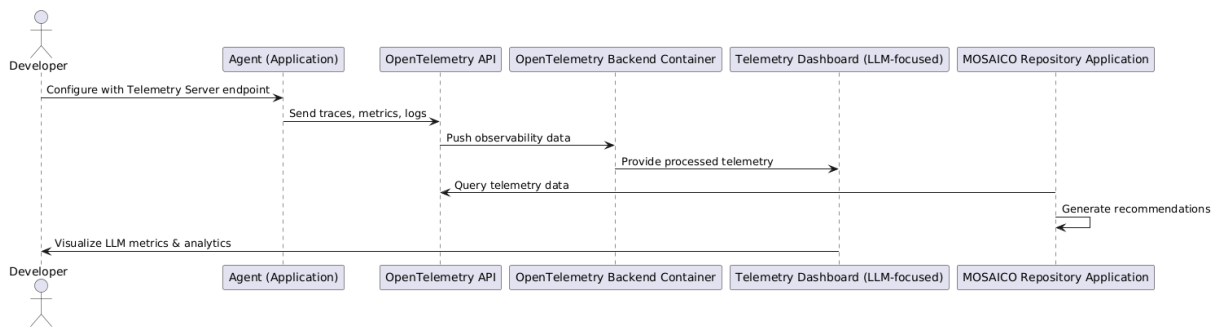 Developer
Agent (Application)
OpenTelemetry API
OpenTelemetry Backend Container
Telemetry Dashboard (LLM-focused)
MOSAICO Repository Application
Configure with Telemetry Server endpoint
Send traces, metrics, logs
Push observability data
Provide processed telemetry
Query telemetry data
Generate recommendations
Visualize LLM metrics & analytics
Developer
Agent (Application)
OpenTelemetry API
OpenTelemetry Backend Container
Telemetry Dashboard (LLM-focused)
MOSAICO Repository Application